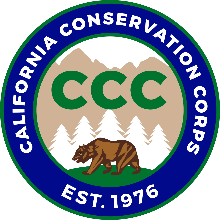 CALIFORNIA CONSERVATION CORPS
CCC
EST. 1976